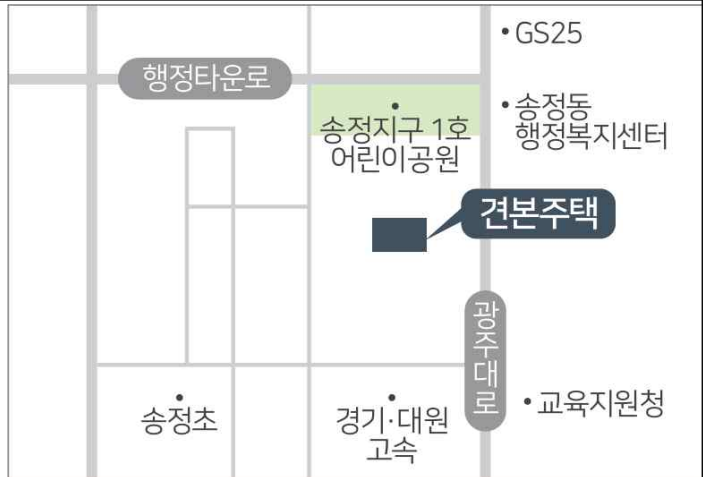 GS25
행정타운로
송정동
행정복지센터
송정지구 1호
어린이공원
견본주택
광주대로
송정초
경기·대원
고속
교육지원청